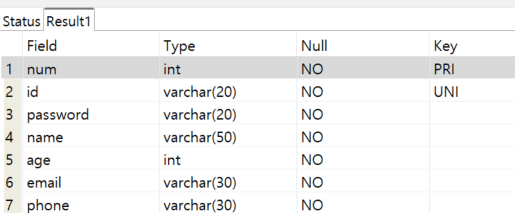 Status Result1
Field Type Null Key
1 num int NO PRI
2 id varchar(20) NO UNI
3 password varchar(20) NO
4 name varchar(50) NO
5 age int NO
6 email varchar(30) NO
7 phone varchar(30) NO